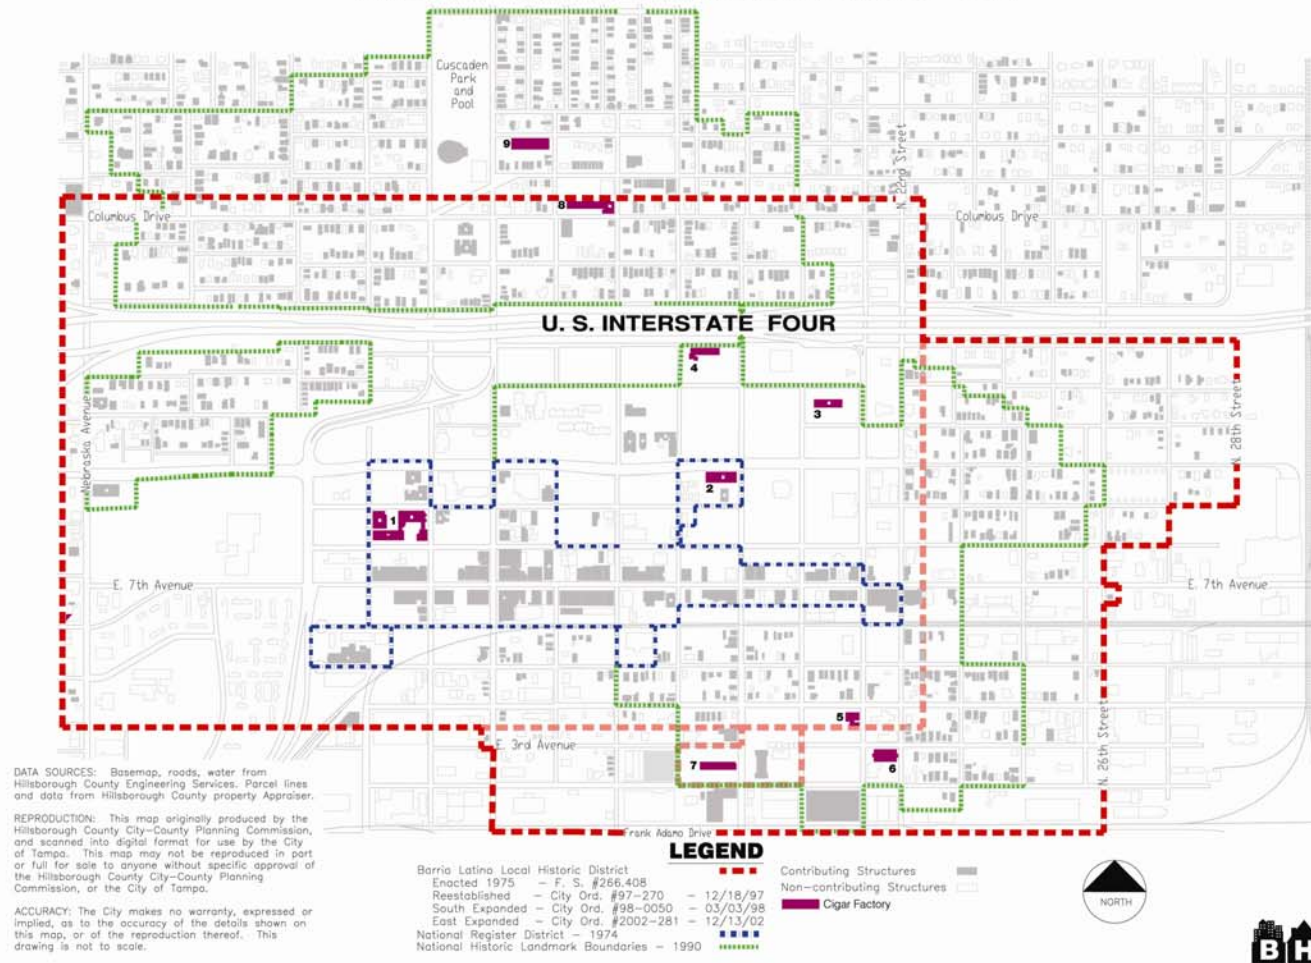 Cuscaden
Park
and
Pool
9
N. 22nd Street
8
Columbus Drive
Columbus Drive
U. S. INTERSTATE FOUR
4
3
Nebraska Avenue
N. 28th Street
2
1
E. 7th Avenue
E. 7th Avenue
5
E. 3rd Avenue
6
7
N. 26th Street
Frank Adamo Drive
DATA SOURCES: Basemap, roads, water from
Hillsborough County Engineering Services. Parcel lines
and data from Hillsborough County property Appraiser.
REPRODUCTION: This map originally produced by the
Hillsborough County City-County Planning Commission,
and scanned into digital format for use by the City
of Tampa. This map may not be reproduced in part
or full for sale to anyone without specific approval of
the Hillsborough County City-County Planning
Commission, or the City of Tampa.
ACCURACY: The City makes no warranty, expressed or
implied, as to the accuracy of the details shown on
this map, or of the reproduction thereof. This
drawing is not to scale.
LEGEND
Barrio Latino Local Historic District
Enacted 1975 - F. S. #266.408
Reestablished - City Ord. #97-270 - 12/18/97
South Expanded - City Ord. #98-0050 - 03/03/98
East Expanded - City Ord. #2002-281 - 12/13/02
National Register District - 1974
National Historic Landmark Boundaries - 1990
Contributing Structures
Non-contributing Structures
Cigar Factory
NORTH
B H